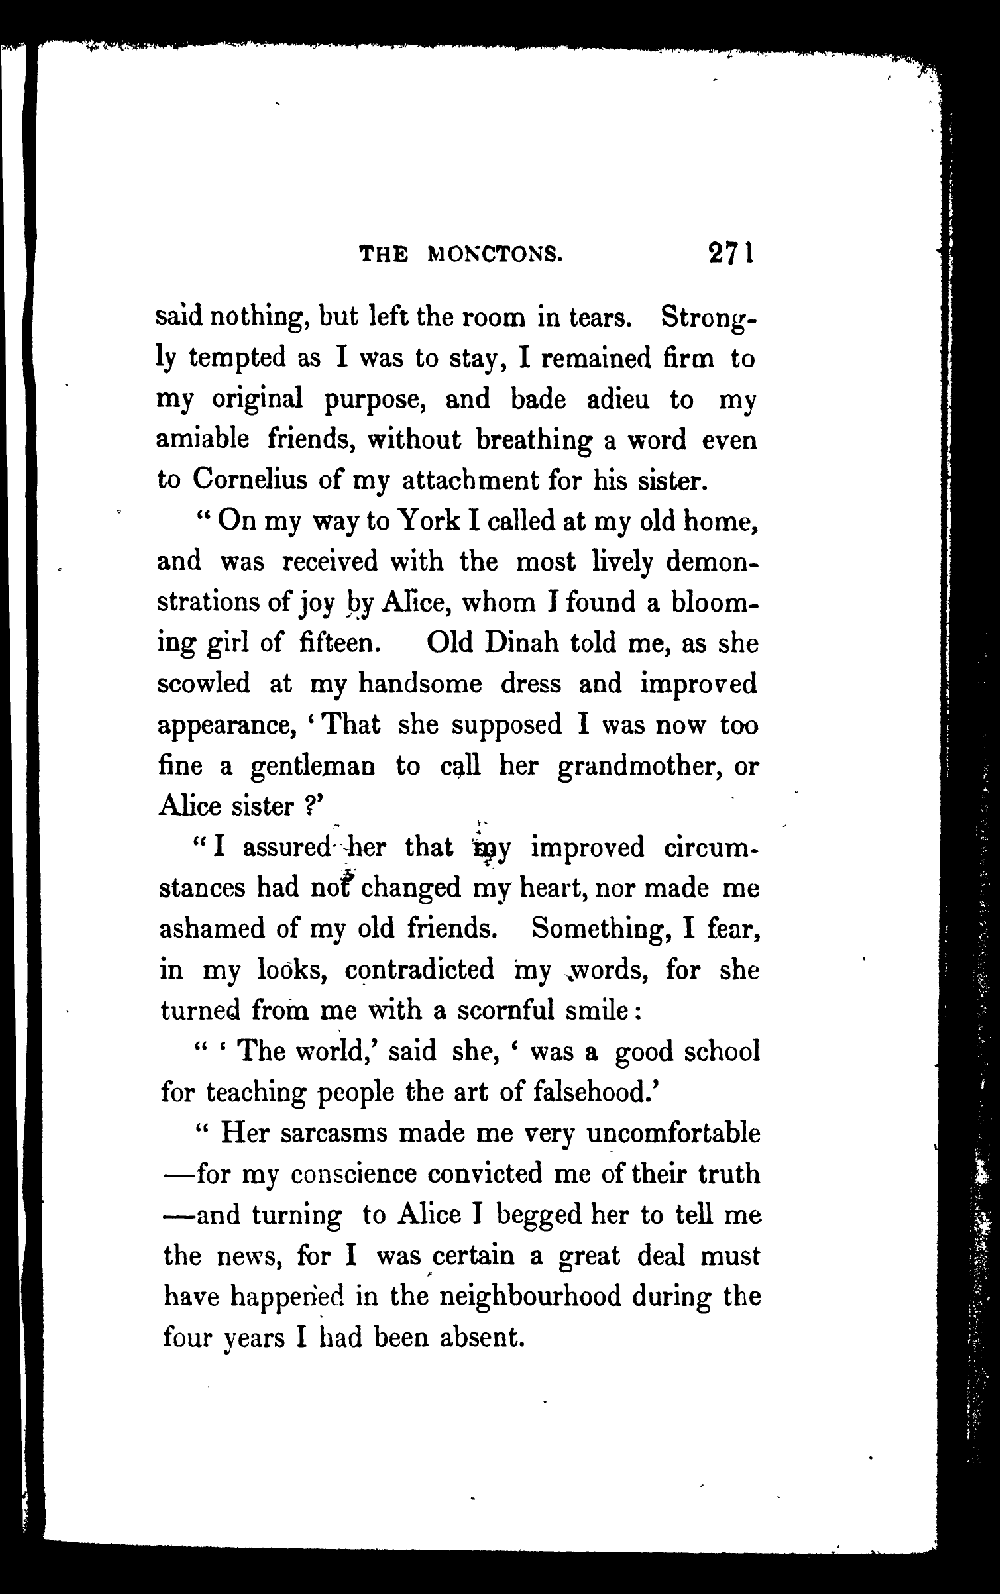 THE MONCTONS. 271
said nothing, but left the room in tears. Strong-
ly tempted as I was to stay, I remained firm to
my original purpose, and bade adieu to my
amiable friends, without breathing a word even
to Cornelius of my attachment for his sister.
“ On my way to York I called at my old home,
and was received with the most lively demon-
strations of joy by Alice, whom I found a bloom-
ing girl of fifteen. Old Dinah told me, as she
scowled at my handsome dress and improved
appearance, ‘ That she supposed I was now too
fine a gentleman to call her grandmother, or
Alice sister ?’
“ I assured her that my improved circum-
stances had not changed my heart, nor made me
ashamed of my old friends. Something, I fear,
in my looks, contradicted my words, for she
turned from me with a scornful smile :
“ ‘ The world,’ said she, ‘ was a good school
for teaching people the art of falsehood.’
“ Her sarcasms made me very uncomfortable
—for my conscience convicted me of their truth
—and turning to Alice I begged her to tell me
the news, for I was certain a great deal must
have happened in the neighbourhood during the
four years I had been absent.